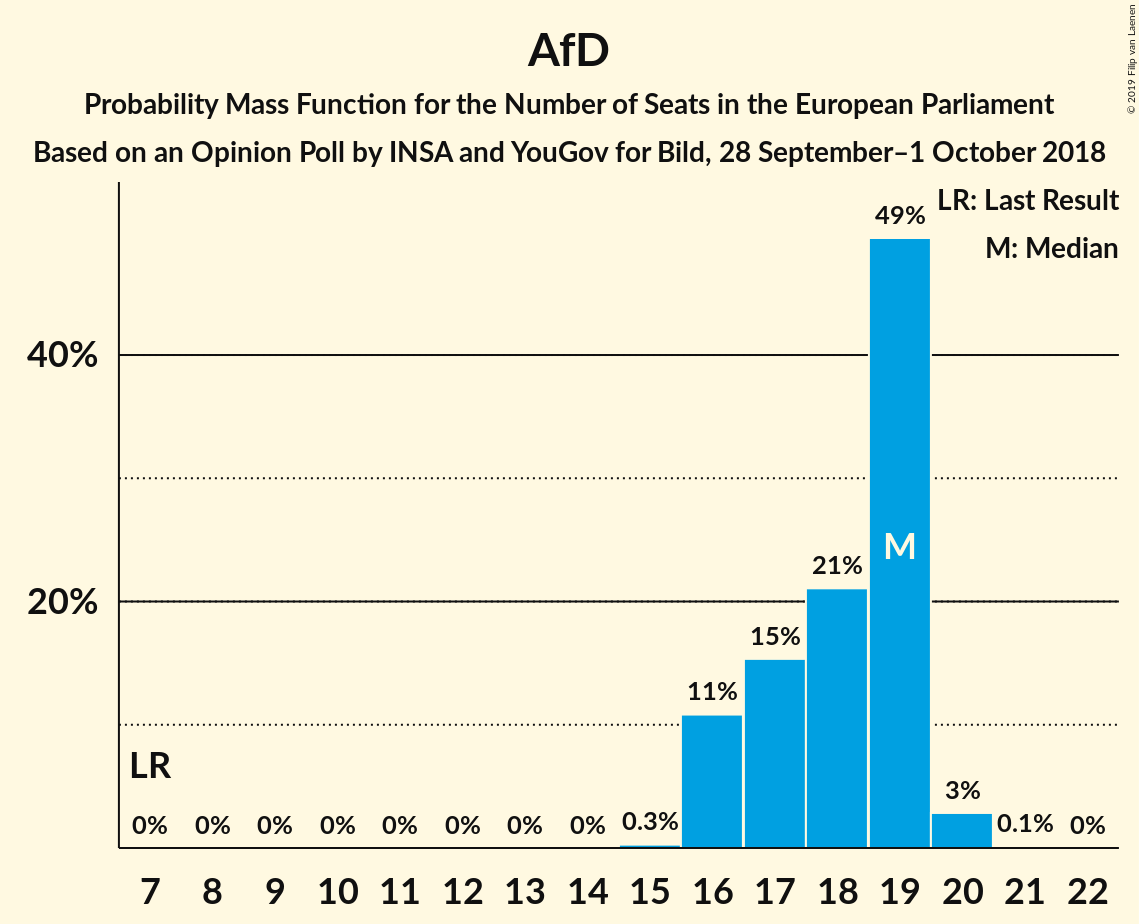 AfD
Probability Mass Function for the Number of Seats in the European Parliament
Based on an Opinion Poll by INSA and YouGov for Bild, 28 September–1 October 2018
© 2019 Filip van Laenen
LR: Last Result
M: Median
49%
40%
M
21%
20%
15%
11%
LR
3%
0% 0% 0% 0% 0% 0% 0% 0% 0.3% 0.1% 0%
7 8 9 10 11 12 13 14 15 16 17 18 19 20 21 22